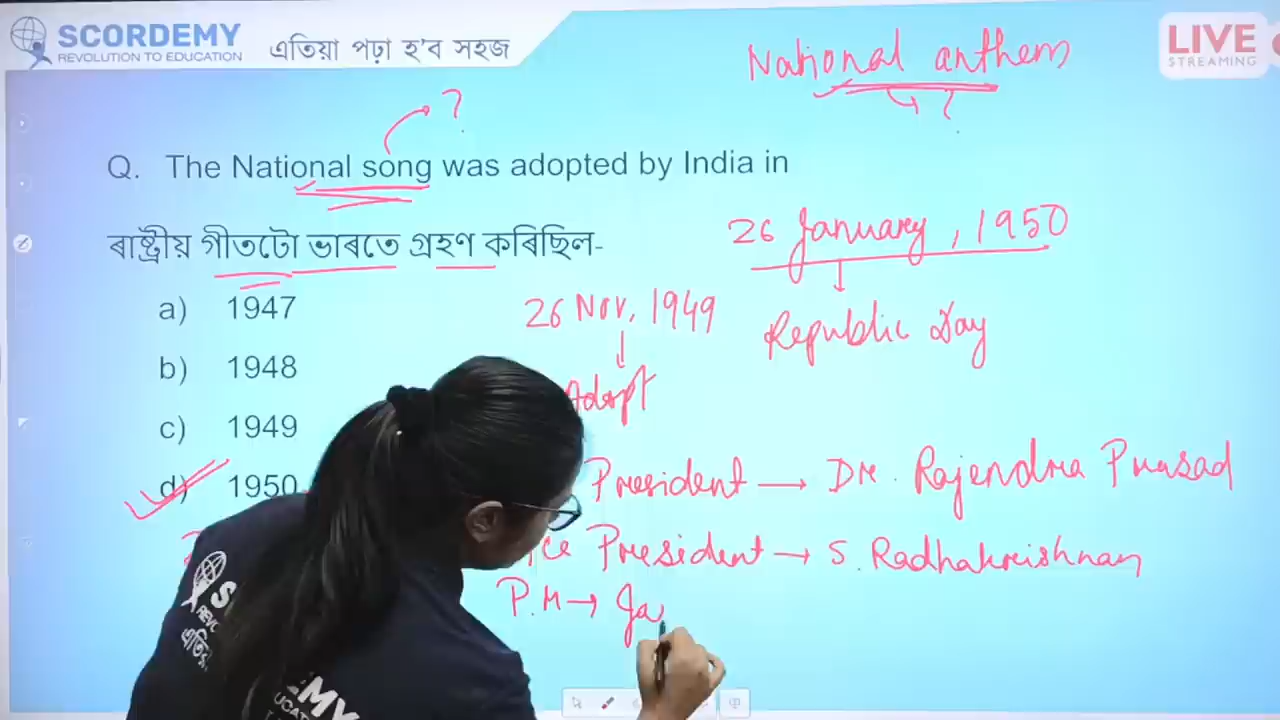 SCORDEMY
REVOLUTION TO EDUCATION
এতিয়া পঢ়া হ'ব সহজ
LIVE
STREAMING
National anthem
?
?
Q. The National song was adopted by India in
ৰাষ্ট্ৰীয় গীতটো ভাৰতে গ্ৰহণ কৰিছিল-
26 January, 1950
Republic Day
a) 1947
26 Nov, 1949
Adopt
b) 1948
c) 1949
d) 1950
President → Dr. Rajendra Prasad
President → S. Radhakrishnan
P.M → Ja